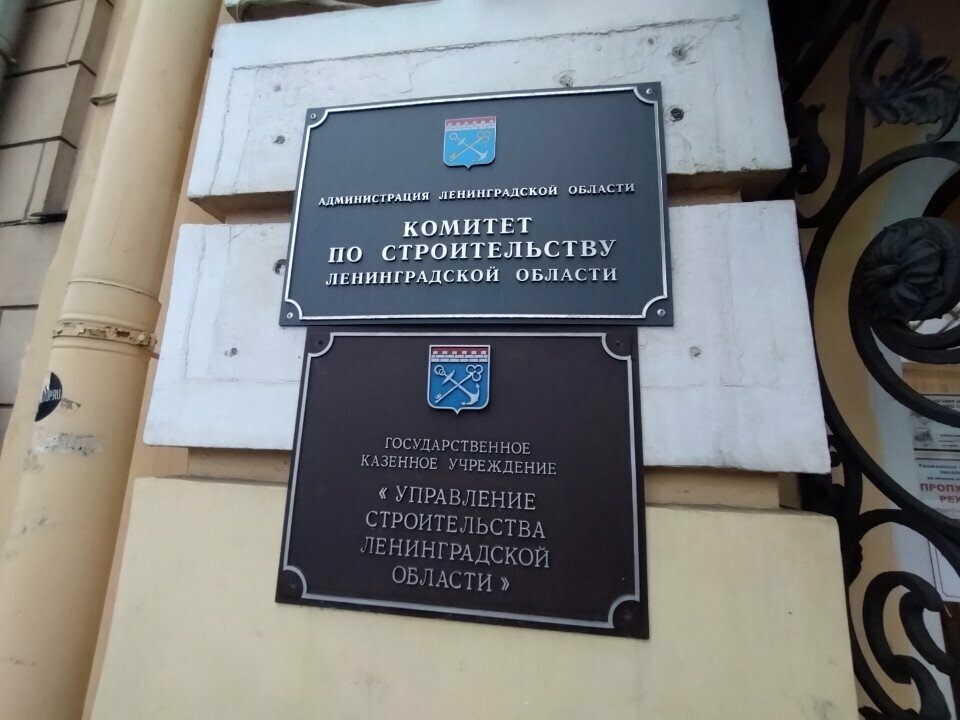 АДМИНИСТРАЦИЯ ЛЕНИНГРАДСКОЙ ОБЛАСТИ
КОМИТЕТ
ПО СТРОИТЕЛЬСТВУ
ЛЕНИНГРАДСКОЙ ОБЛАСТИ
ГОСУДАРСТВЕННОЕ
КАЗЕННОЕ УЧРЕЖДЕНИЕ
« УПРАВЛЕНИЕ
СТРОИТЕЛЬСТВА
ЛЕНИНГРАДСКОЙ
ОБЛАСТИ »